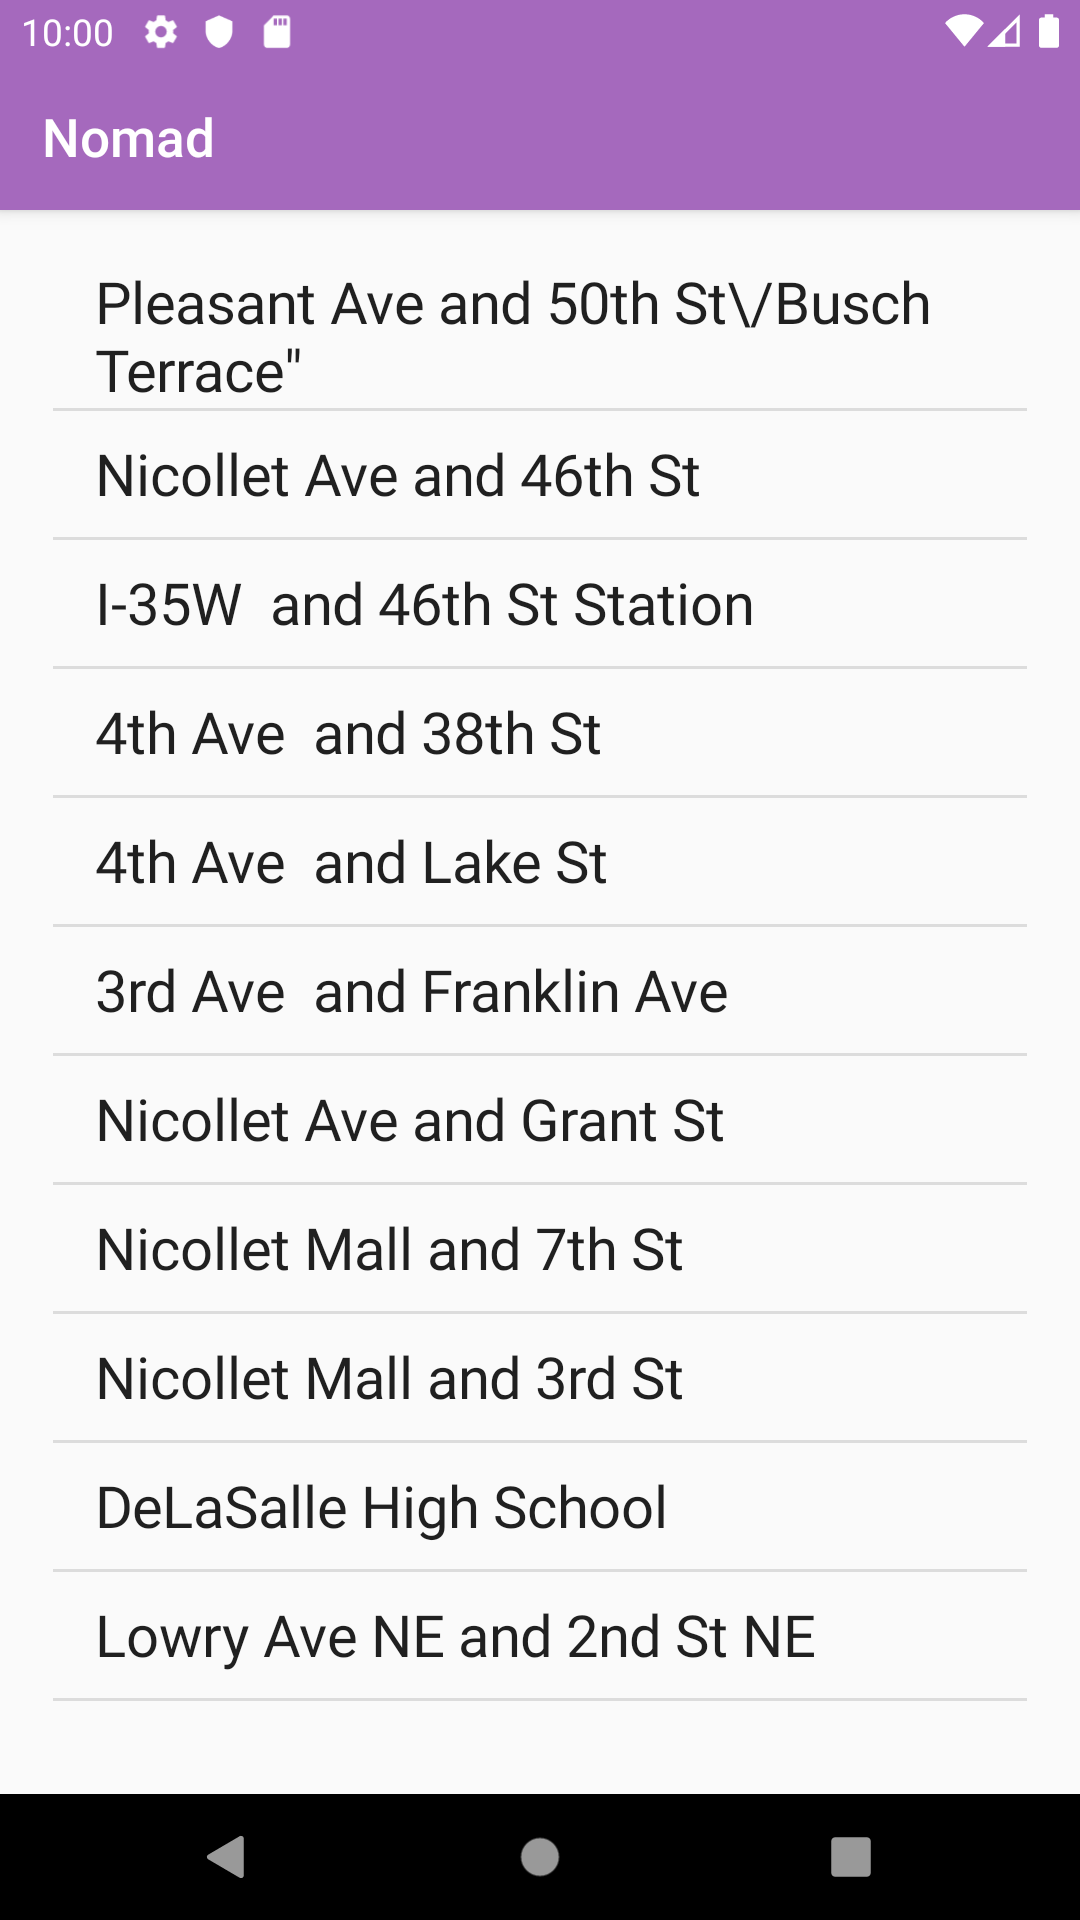 10:00
Nomad
Pleasant Ave and 50th St\/Busch
Terrace"
Nicollet Ave and 46th St
I-35W  and 46th St Station
4th Ave  and 38th St
4th Ave  and Lake St
3rd Ave  and Franklin Ave
Nicollet Ave and Grant St
Nicollet Mall and 7th St
Nicollet Mall and 3rd St
DeLaSalle High School
Lowry Ave NE and 2nd St NE